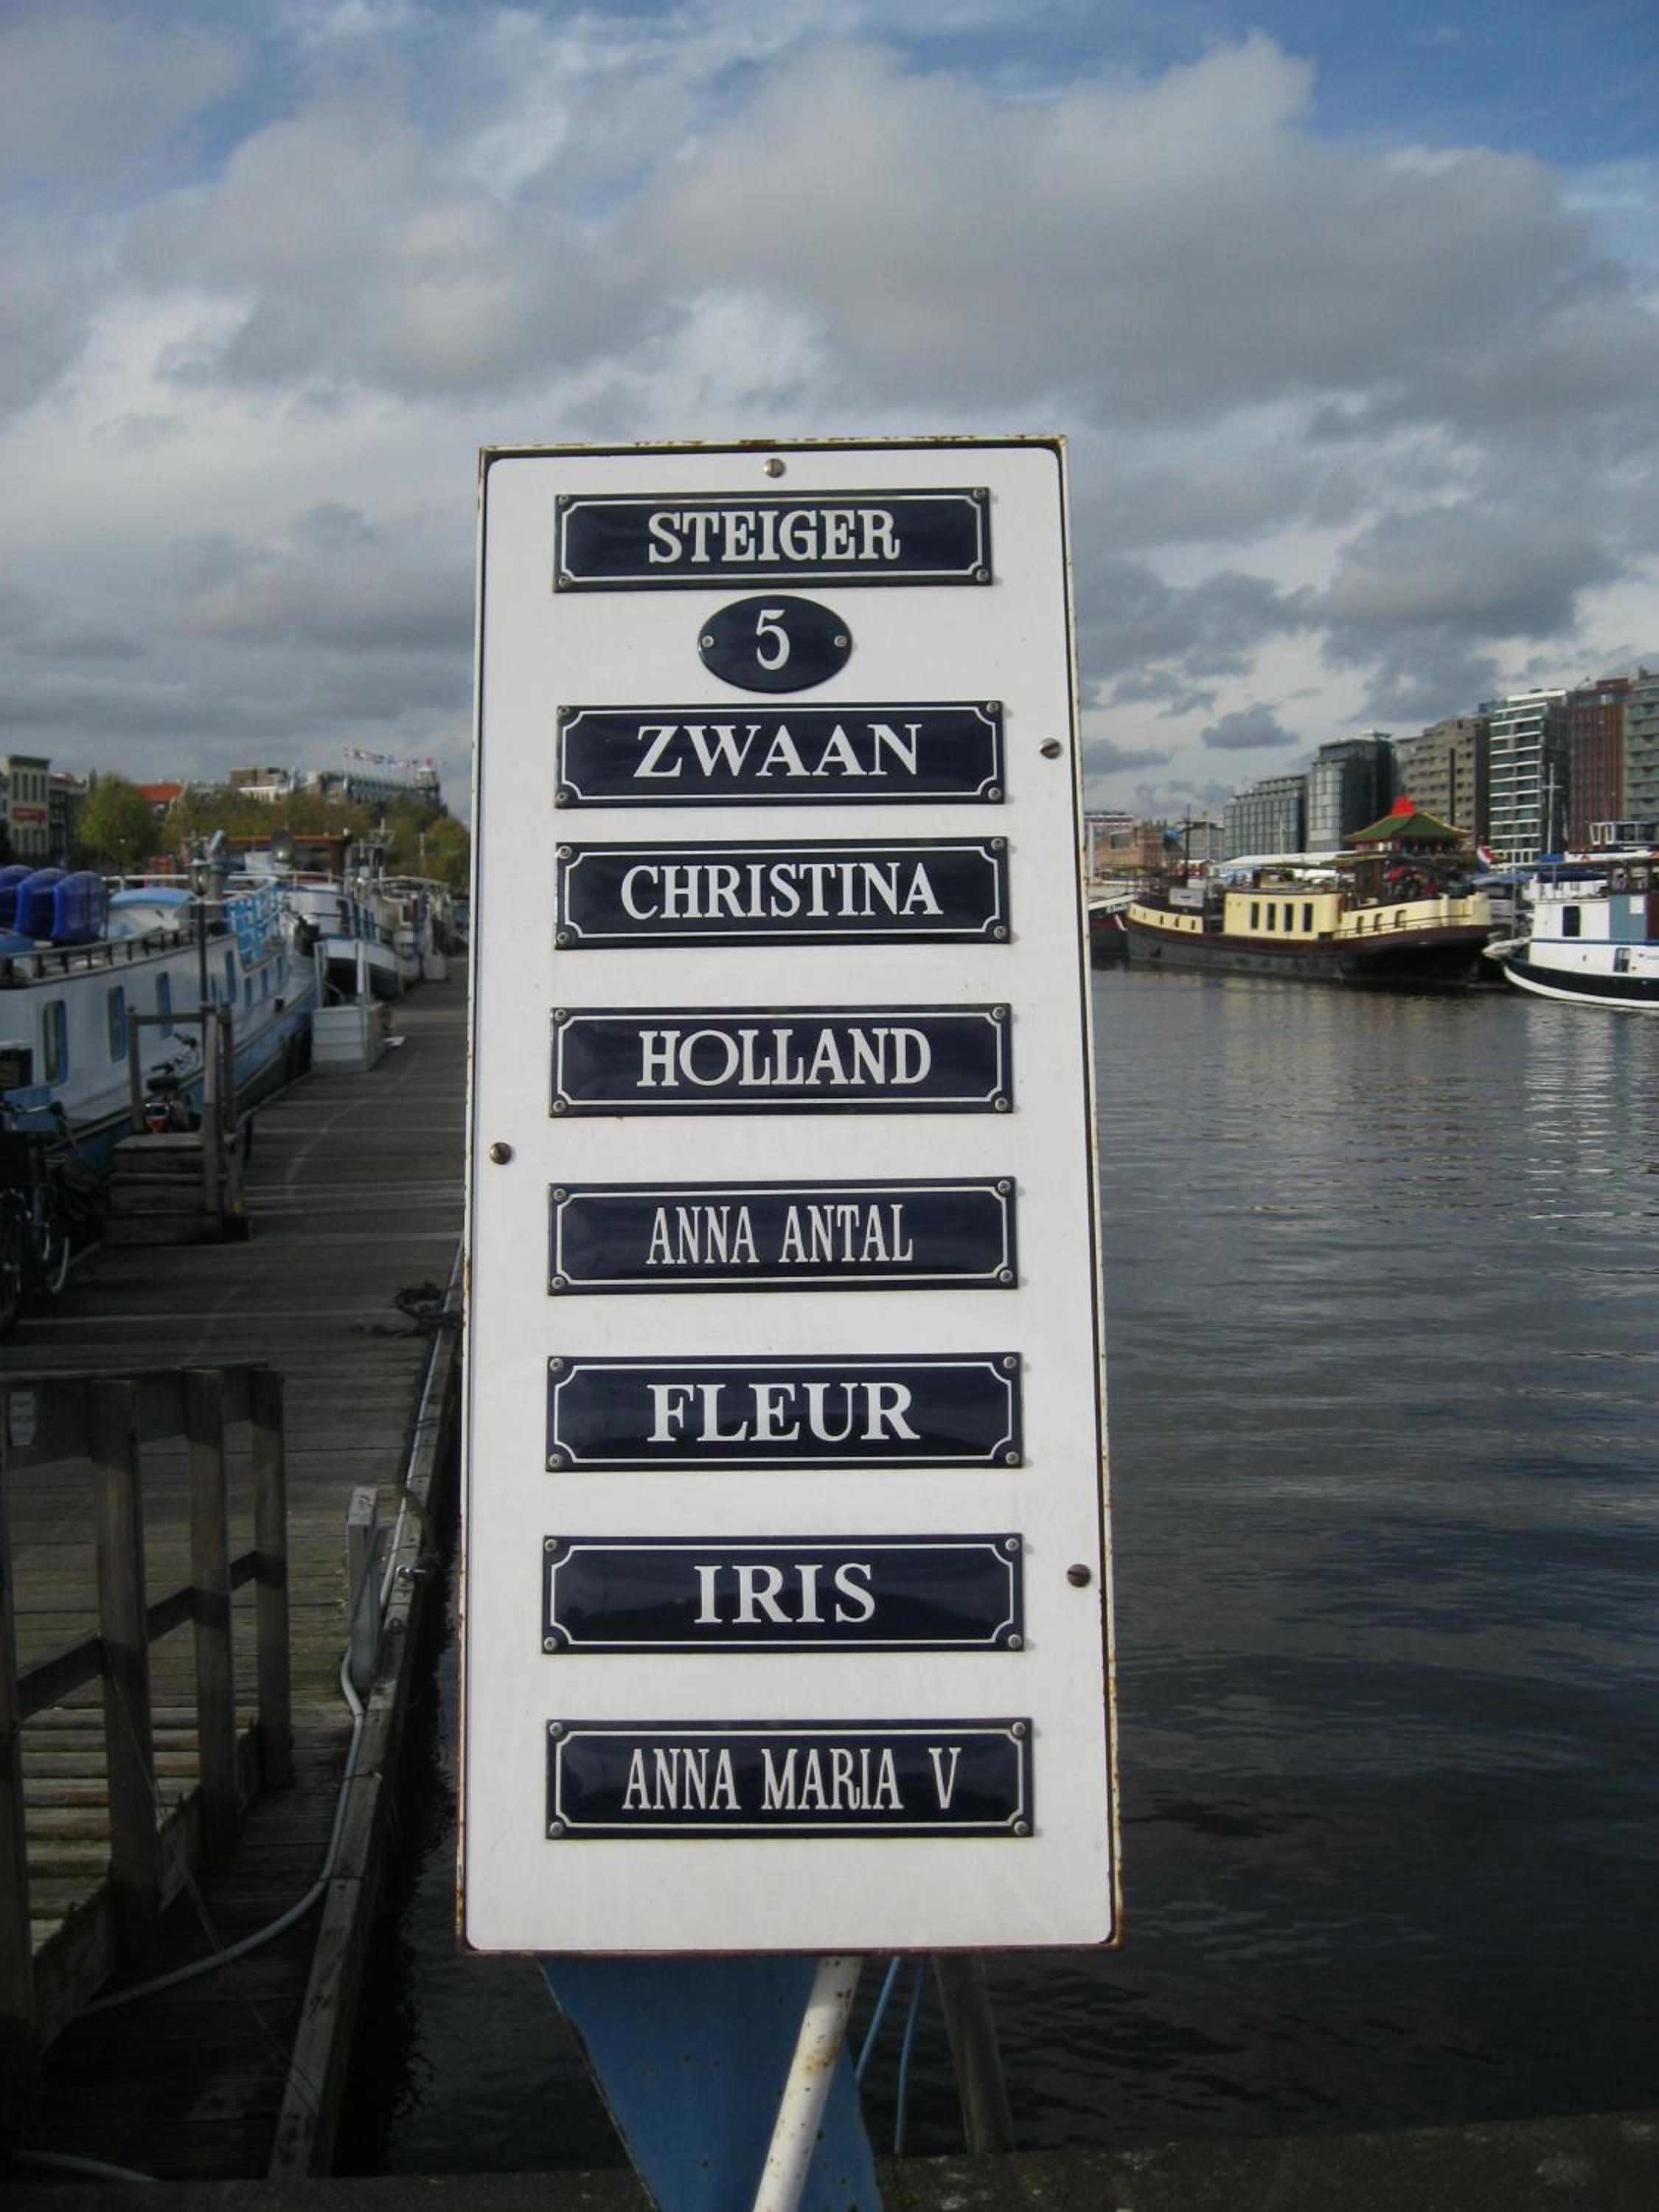 STEIGER
5
ZWAAN
CHRISTINA
HOLLAND
ANNA ANTAL
FLEUR
IRIS
ANNA MARIA V